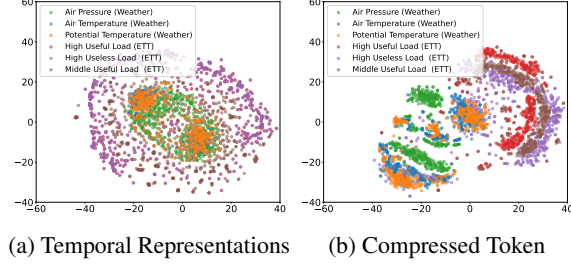 60
40
20
0
−20
−40
−60
−40
−20
0
20
40
Air Pressure (Weather)
Air Temperature (Weather)
Potential Temperature (Weather)
High Useful Load (ETT)
High Useless Load (ETT)
Middle Useful Load (ETT)
(a) Temporal Representations
60
40
20
0
−20
−40
−60
−40
−20
0
20
40
Air Pressure (Weather)
Air Temperature (Weather)
Potential Temperature (Weather)
High Useful Load (ETT)
High Useless Load (ETT)
Middle Useful Load (ETT)
(b) Compressed Token